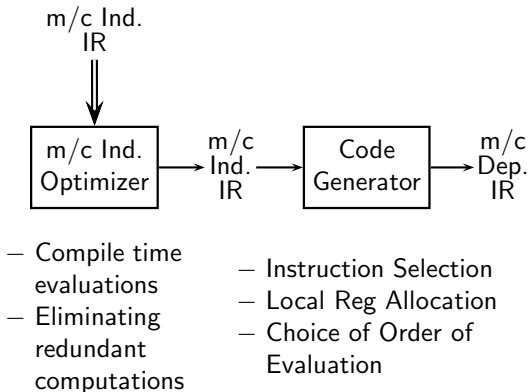 m/c Ind.
IR
m/c Ind.
Optimizer
m/c
Ind.
IR
Code
Generator
m/c
Dep.
IR
– Compile time
evaluations
– Eliminating
redundant
computations
– Instruction Selection
– Local Reg Allocation
– Choice of Order of
Evaluation